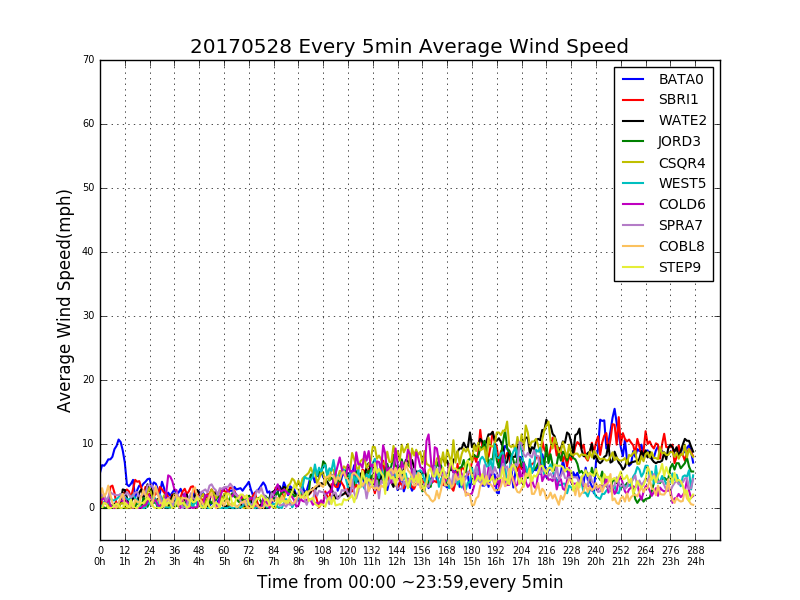 20170528 Every 5min Average Wind Speed
70
60
50
40
30
20
10
0
Average Wind Speed(mph)
BATA0
SBRI1
WATE2
JORD3
CSQR4
WEST5
COLD6
SPRA7
COBL8
STEP9
0 12 24 36 48 60 72 84 96 108 120 132 144 156 168 180 192 204 216 228 240 252 264 276 288
0h 1h 2h 3h 4h 5h 6h 7h 8h 9h 10h 11h 12h 13h 14h 15h 16h 17h 18h 19h 20h 21h 22h 23h 24h
Time from 00:00 ~23:59,every 5min